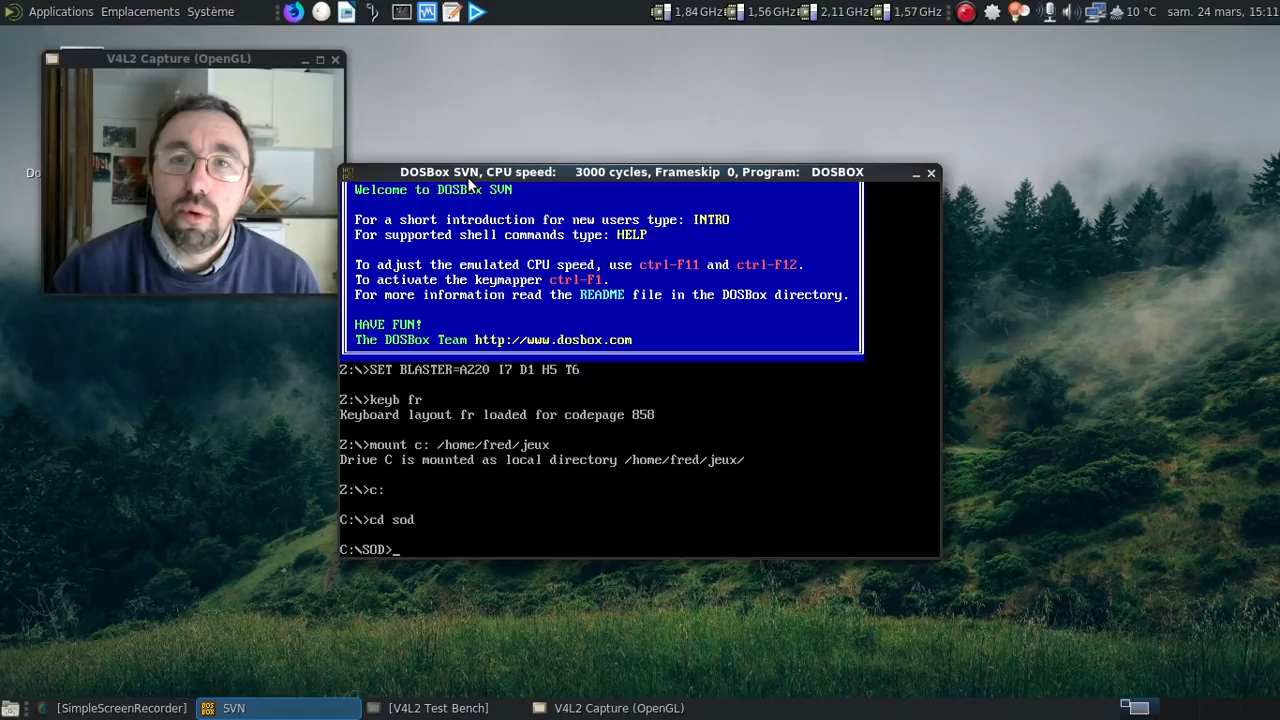 Applications Emplacements Système
1,84 GHz 1,56 GHz 2,11 GHz 1,57 GHz
10 °C sam. 24 mars, 15:11
V4L2 Capture (OpenGL)
Do
DOSBox SVN, CPU speed: 3000 cycles, Frameskip 0, Program: DOSBOX
Welcome to DOSBox SVN
For a short introduction for new users type: INTRO
For supported shell commands type: HELP
To adjust the emulated CPU speed, use ctrl-F11 and ctrl-F12.
To activate the keymapper ctrl-F1.
For more information read the README file in the DOSBox directory.
HAVE FUN!
The DOSBox Team http://www.dosbox.com
Z:\>SET BLASTER=A220 I7 D1 H5 T6
Z:\>keyb fr
Keyboard layout fr loaded for codepage 858
Z:\>mount c: /home/fred/jeux
Drive C is mounted as local directory /home/fred/jeux/
Z:\>c:
C:\>cd sod
C:\SOD>_
[SimpleScreenRecorder] DOS BOX SVN [V4L2 Test Bench] V4L2 Capture (OpenGL)